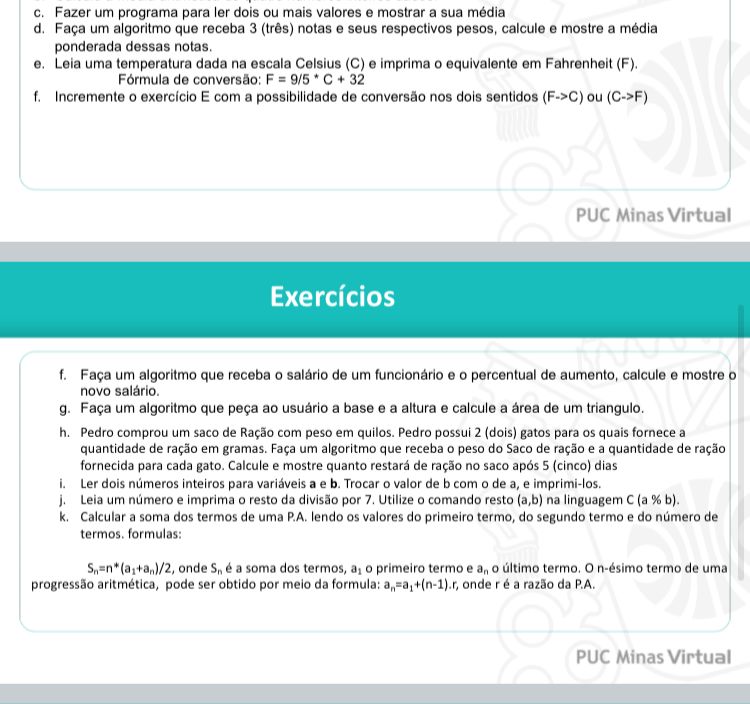 c. Fazer um programa para ler dois ou mais valores e mostrar a sua média
d. Faça um algoritmo que receba 3 (três) notas e seus respectivos pesos, calcule e mostre a média
ponderada dessas notas.
e. Leia uma temperatura dada na escala Celsius (C) e imprima o equivalente em Fahrenheit (F).
Fórmula de conversão: F = 9/5 * C + 32
f. Incremente o exercício E com a possibilidade de conversão nos dois sentidos (F->C) ou (C->F)
PUC Minas Virtual
Exercícios
f. Faça um algoritmo que receba o salário de um funcionário e o percentual de aumento, calcule e mostre o
novo salário.
g. Faça um algoritmo que peça ao usuário a base e a altura e calcule a área de um triangulo.
h. Pedro comprou um saco de Ração com peso em quilos. Pedro possui 2 (dois) gatos para os quais fornece a
quantidade de ração em gramas. Faça um algoritmo que receba o peso do Saco de ração e a quantidade de ração
fornecida para cada gato. Calcule e mostre quanto restará de ração no saco após 5 (cinco) dias
i. Ler dois números inteiros para variáveis a e b. Trocar o valor de b com o de a, e imprimi-los.
j. Leia um número e imprima o resto da divisão por 7. Utilize o comando resto (a,b) na linguagem C (a % b).
k. Calcular a soma dos termos de uma P.A. lendo os valores do primeiro termo, do segundo termo e do número de
termos. formulas:
Sₙ=n*(a₁+aₙ)/2, onde Sₙ é a soma dos termos, a₁ o primeiro termo e aₙ o último termo. O n-ésimo termo de uma
progressão aritmética, pode ser obtido por meio da formula: aₙ=a₁+(n-1).r, onde r é a razão da P.A.
PUC Minas Virtual